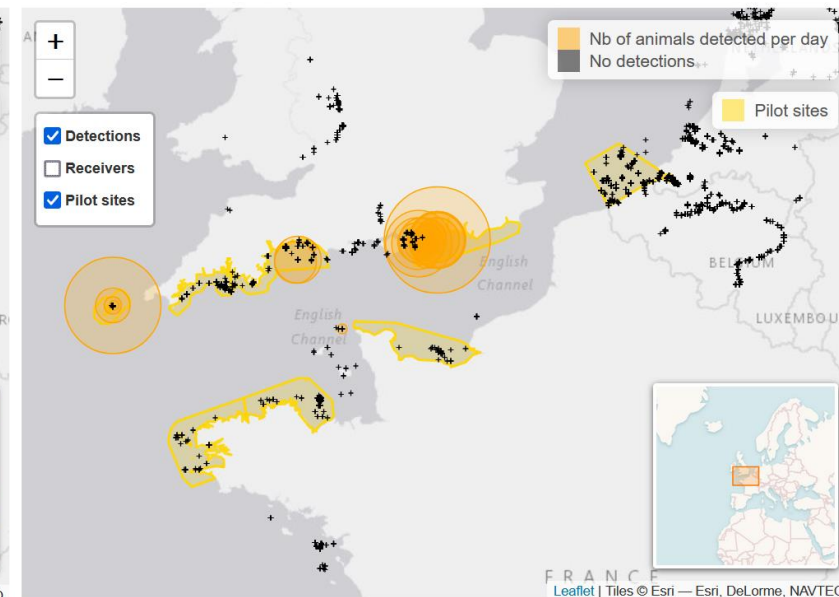 +
−
Detections
Receivers
Pilot sites
Nb of animals detected per day
No detections
Pilot sites
English
Channel
English
Channel
BELGIUM
LUXEMBOU
FRANCE
Leaflet | Tiles © Esri — Esri, DeLorme, NAVTEQ